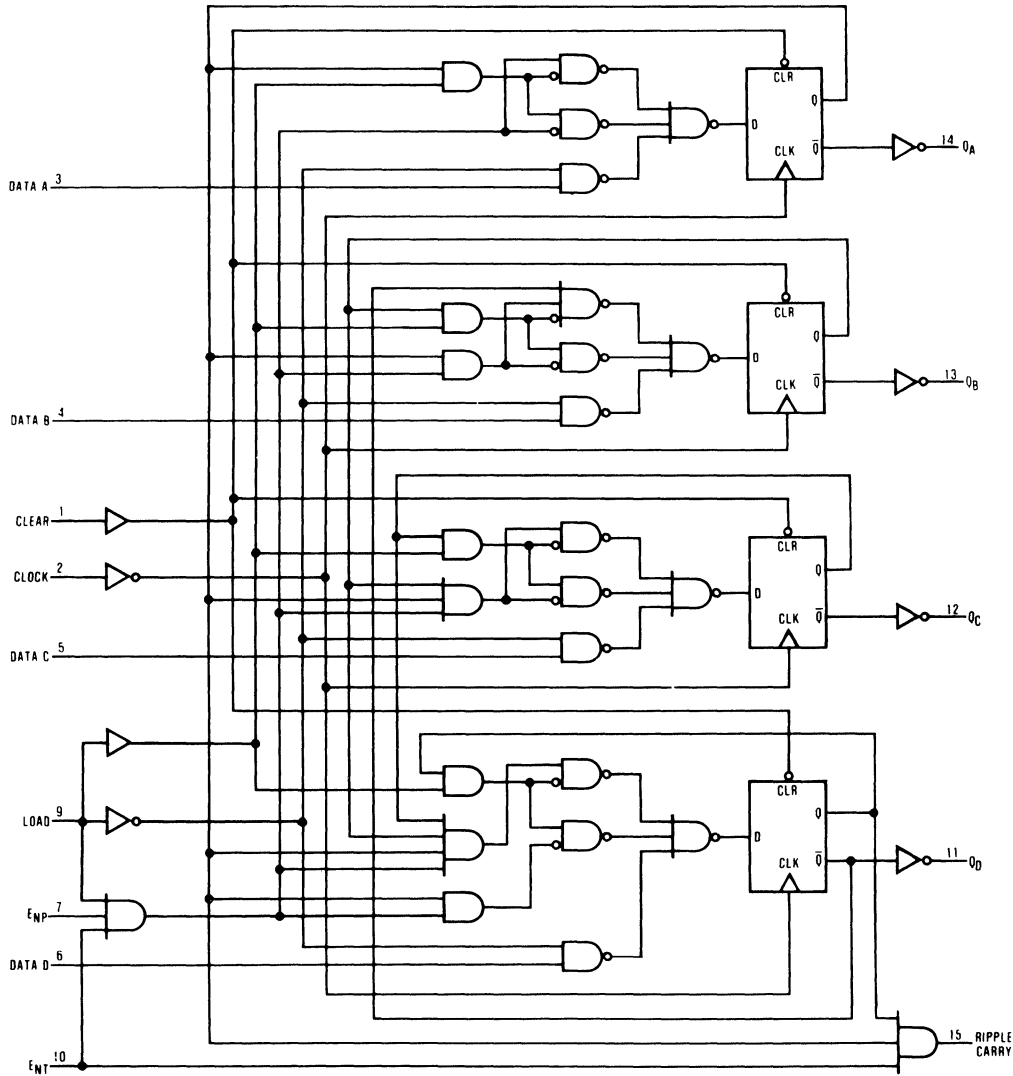 CLR
Q
D
CLK
Q
14 QA
DATA A 3
CLR
Q
D
CLK
Q
13 QB
DATA B 4
CLEAR 1
CLR
CLOCK 2
Q
D
CLK
Q
12 QC
DATA C 5
CLR
LOAD 9
Q
D
CLK
Q
11 QD
ENP 7
DATA D 6
15 RIPPLE
CARRY
ENT 10